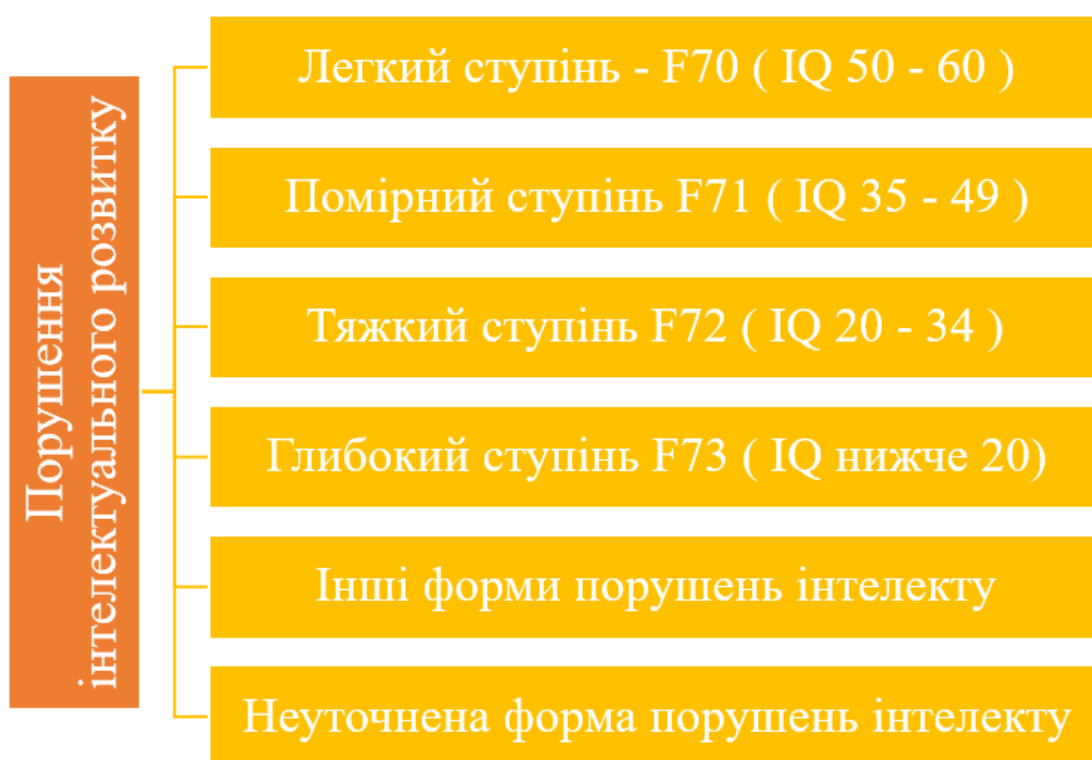 Порушення
інтелектуального розвитку
Легкий ступінь - F70 ( IQ 50 - 60 )
Помірний ступінь F71 ( IQ 35 - 49 )
Тяжкий ступінь F72 ( IQ 20 - 34 )
Глибокий ступінь F73 ( IQ нижче 20)
Інші форми порушень інтелекту
Неуточнена форма порушень інтелекту